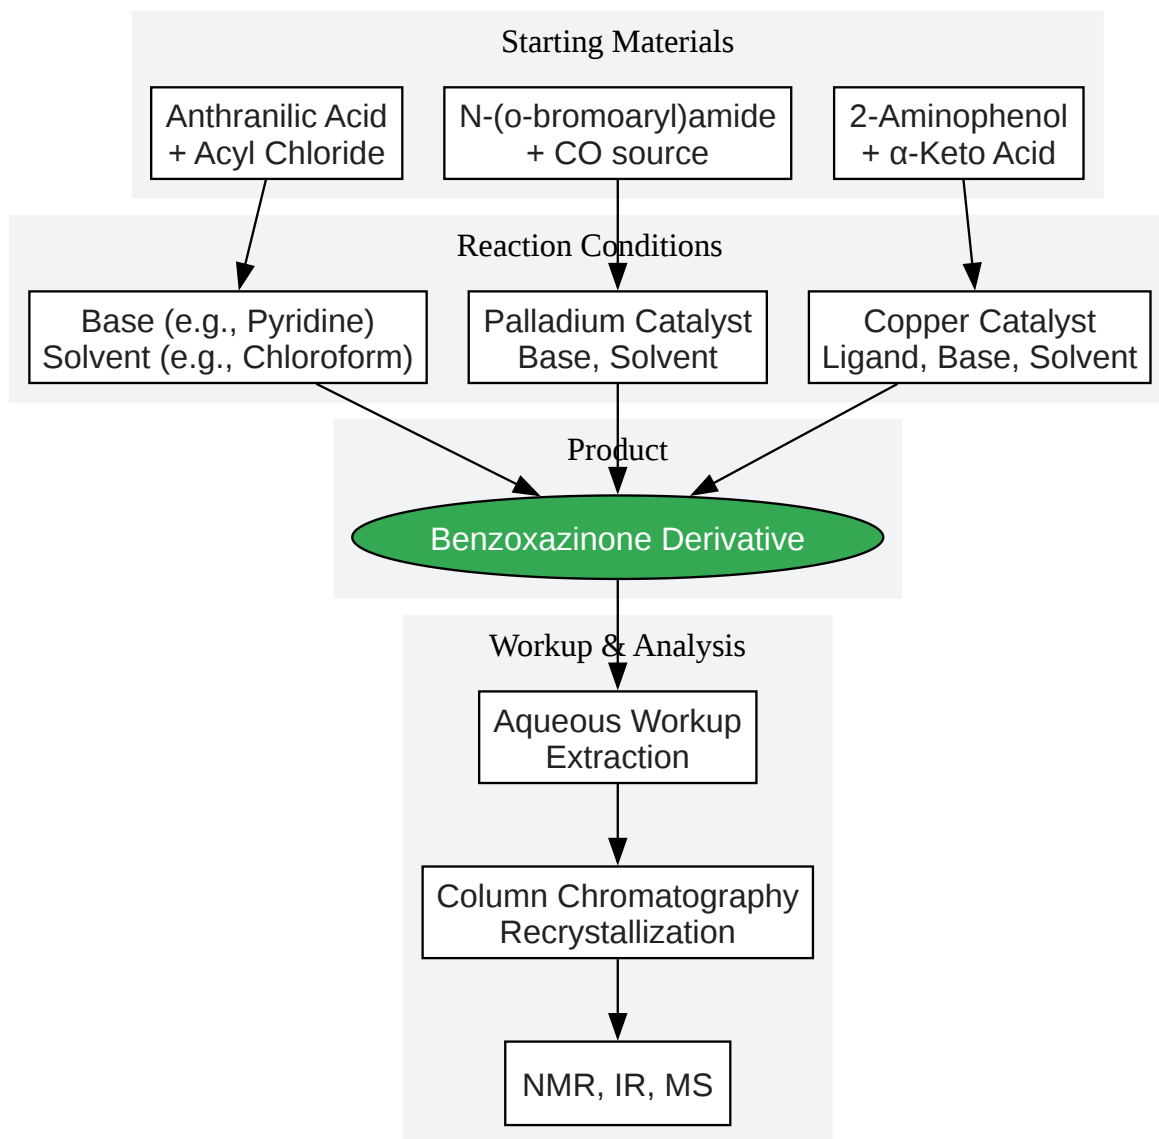 Starting Materials
Anthranilic Acid
+ Acyl Chloride
N-(o-bromoaryl)amide
+ CO source
2-Aminophenol
+ α-Keto Acid
Reaction Conditions
Base (e.g., Pyridine)
Solvent (e.g., Chloroform)
Palladium Catalyst
Base, Solvent
Copper Catalyst
Ligand, Base, Solvent
Product
Benzoxazinone Derivative
Workup & Analysis
Aqueous Workup
Extraction
Column Chromatography
Recrystallization
NMR, IR, MS